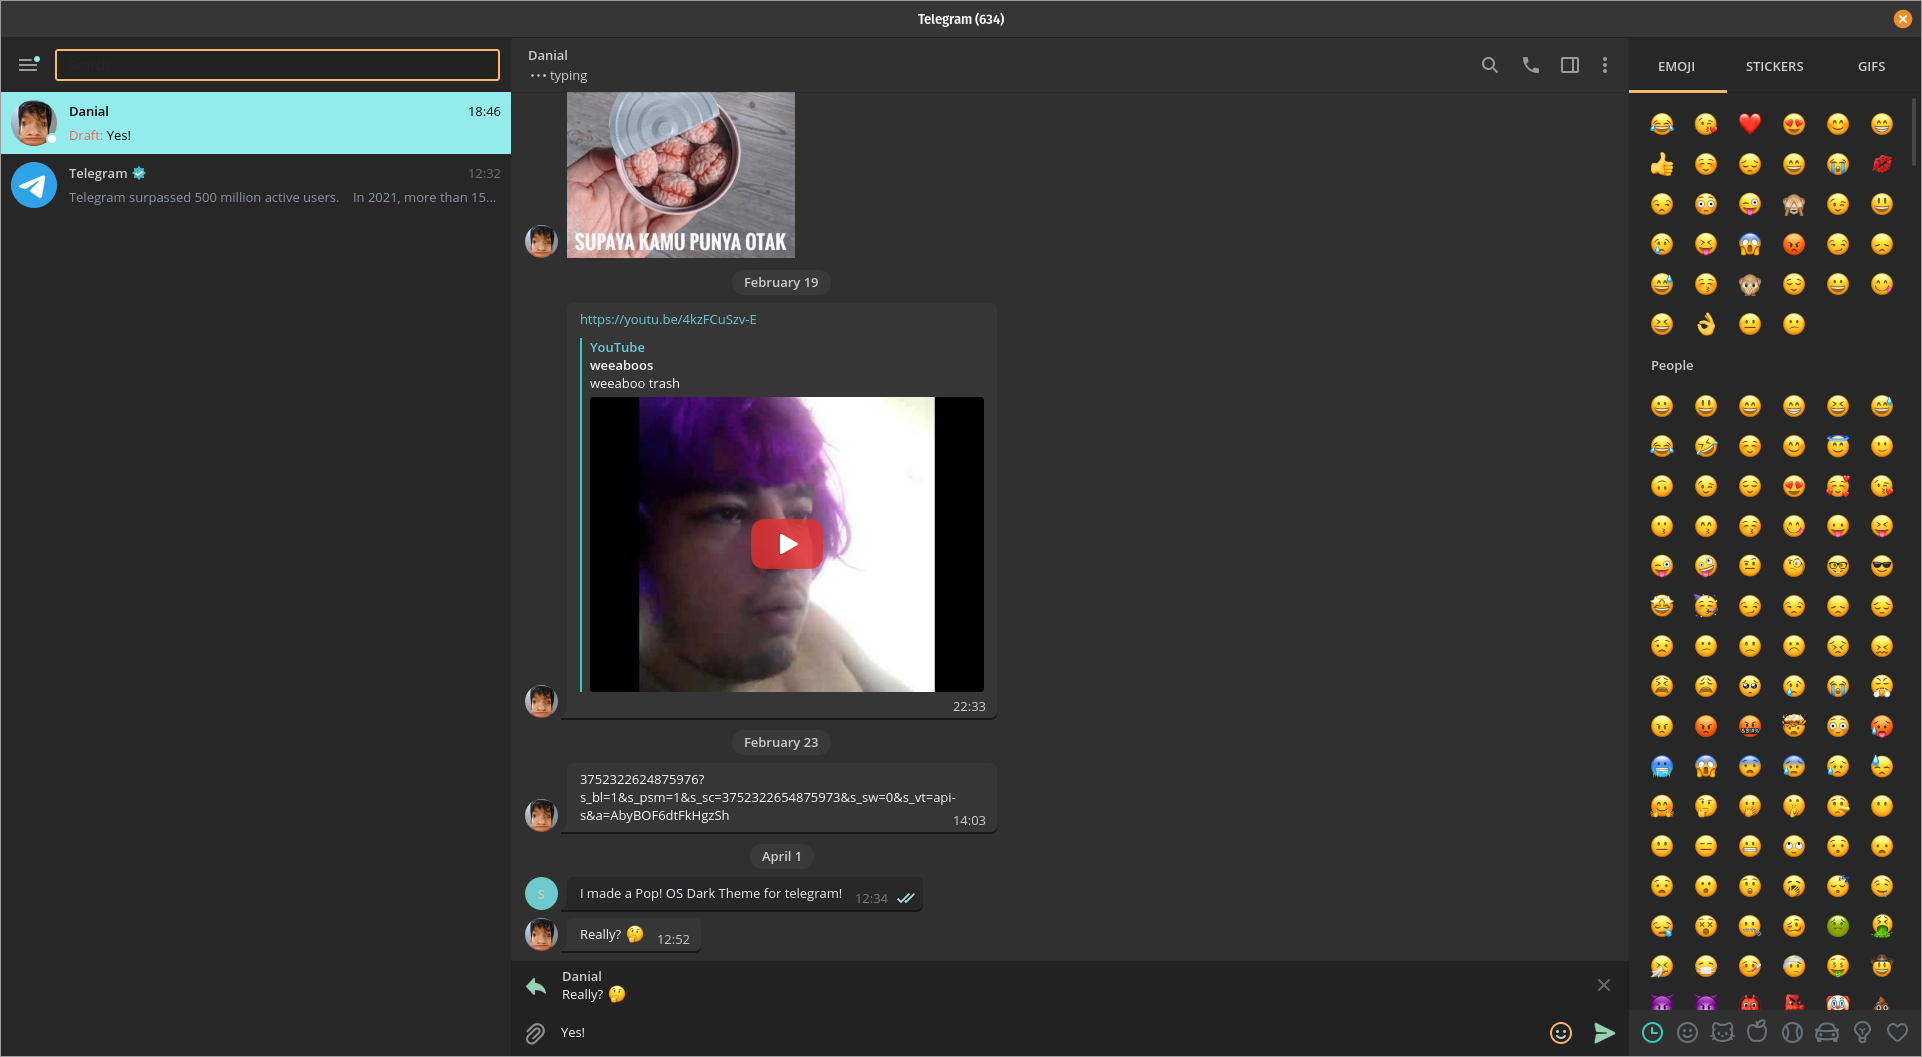 Telegram (634)
Danial
18:46
Draft: Yes!
Telegram
12:32
Telegram surpassed 500 million active users. In 2021, more than 15...
Danial
··· typing
SUPAYA KAMU PUNYA OTAK
February 19
https://youtu.be/4kzFCuSzv-E
YouTube
weeaboos
weeaboo trash
22:33
February 23
3752322624875976?
s_bl=1&s_psm=1&s_sc=3752322654875973&s_sw=0&s_vt=api-
s&a=AbyBOF6dtFkHgzSh
14:03
April 1
S
I made a Pop! OS Dark Theme for telegram!
12:34
Really? 🤔
12:52
Danial
Really? 🤔
Yes!
EMOJI
STICKERS
GIFS
People